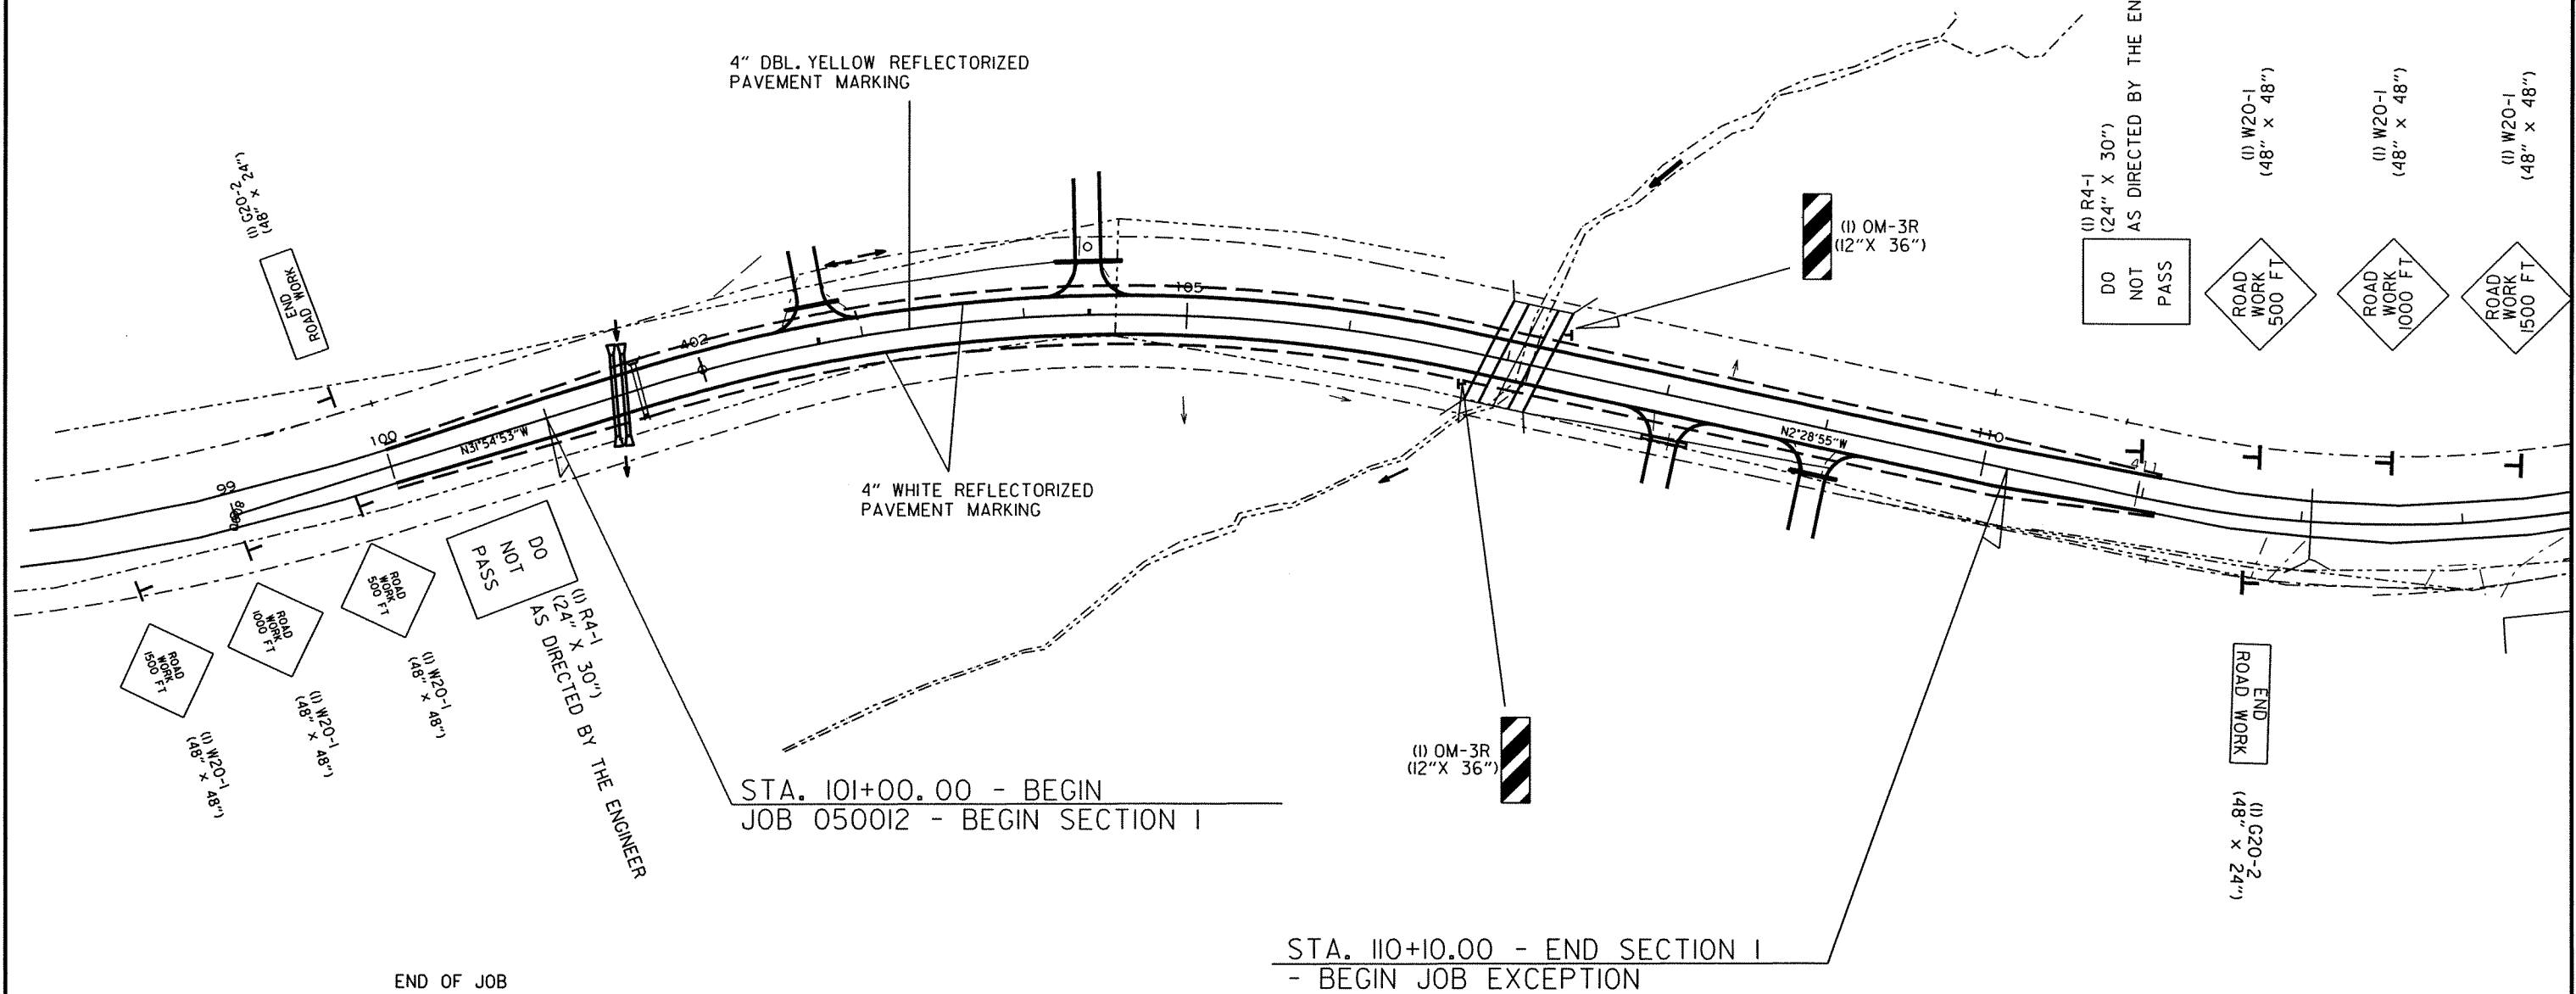 4" DBL. YELLOW REFLECTORIZED
PAVEMENT MARKING
(1) G20-2
(48" x 24")
END
ROAD WORK
(1) OM-3R
(12"X 36")
(1) R4-1
(24" X 30")
AS DIRECTED BY THE EN
DO
NOT
PASS
(1) W20-1
(48" x 48")
ROAD
WORK
500 FT
(1) W20-1
(48" x 48")
ROAD
WORK
1000 FT
(1) W20-1
(48" x 48")
ROAD
WORK
1500 FT
99
100
N31°54'53"W
402
105
N2°28'55"W
110
411
4" WHITE REFLECTORIZED
PAVEMENT MARKING
ROAD
WORK
1500 FT
(1) W20-1
(48" x 48")
ROAD
WORK
1000 FT
(1) W20-1
(48" x 48")
ROAD
WORK
500 FT
(1) W20-1
(48" x 48")
DO
NOT
PASS
(1) R4-1
(24" X 30")
AS DIRECTED BY THE ENGINEER
STA. 101+00.00 - BEGIN
JOB 050012 - BEGIN SECTION 1
(1) OM-3R
(12"X 36")
END
ROAD WORK
(1) G20-2
(48" x 24")
STA. 110+10.00 - END SECTION 1
- BEGIN JOB EXCEPTION
END OF JOB